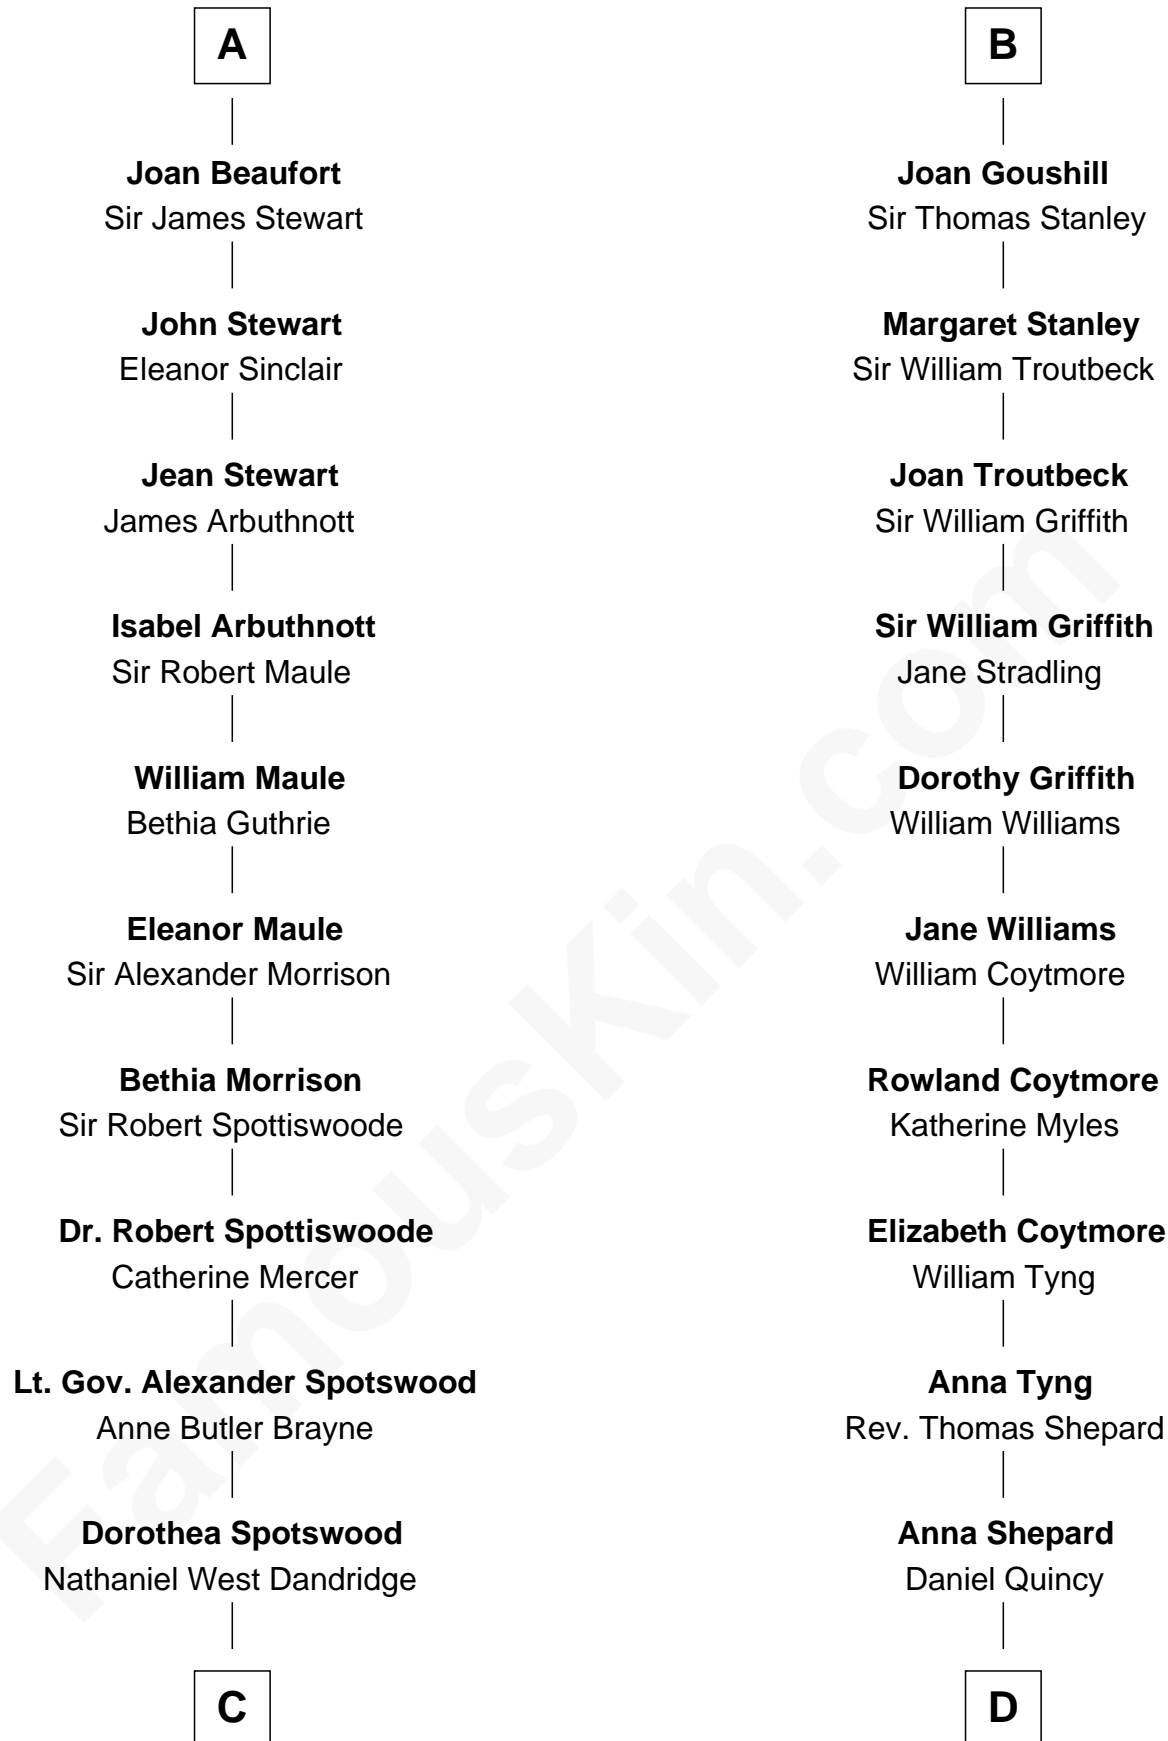 A
Joan Beaufort
Sir James Stewart
John Stewart
Eleanor Sinclair
Jean Stewart
James Arbuthnott
Isabel Arbuthnott
Sir Robert Maule
William Maule
Bethia Guthrie
Eleanor Maule
Sir Alexander Morrison
Bethia Morrison
Sir Robert Spottiswoode
Dr. Robert Spottiswoode
Catherine Mercer
Lt. Gov. Alexander Spotswood
Anne Butler Brayne
Dorothea Spotswood
Nathaniel West Dandridge
C
B
Joan Goushill
Sir Thomas Stanley
Margaret Stanley
Sir William Troutbeck
Joan Troutbeck
Sir William Griffith
Sir William Griffith
Jane Stradling
Dorothy Griffith
William Williams
Jane Williams
William Coytmore
Rowland Coytmore
Katherine Myles
Elizabeth Coytmore
William Tyng
Anna Tyng
Rev. Thomas Shepard
Anna Shepard
Daniel Quincy
D
FamousKin.com